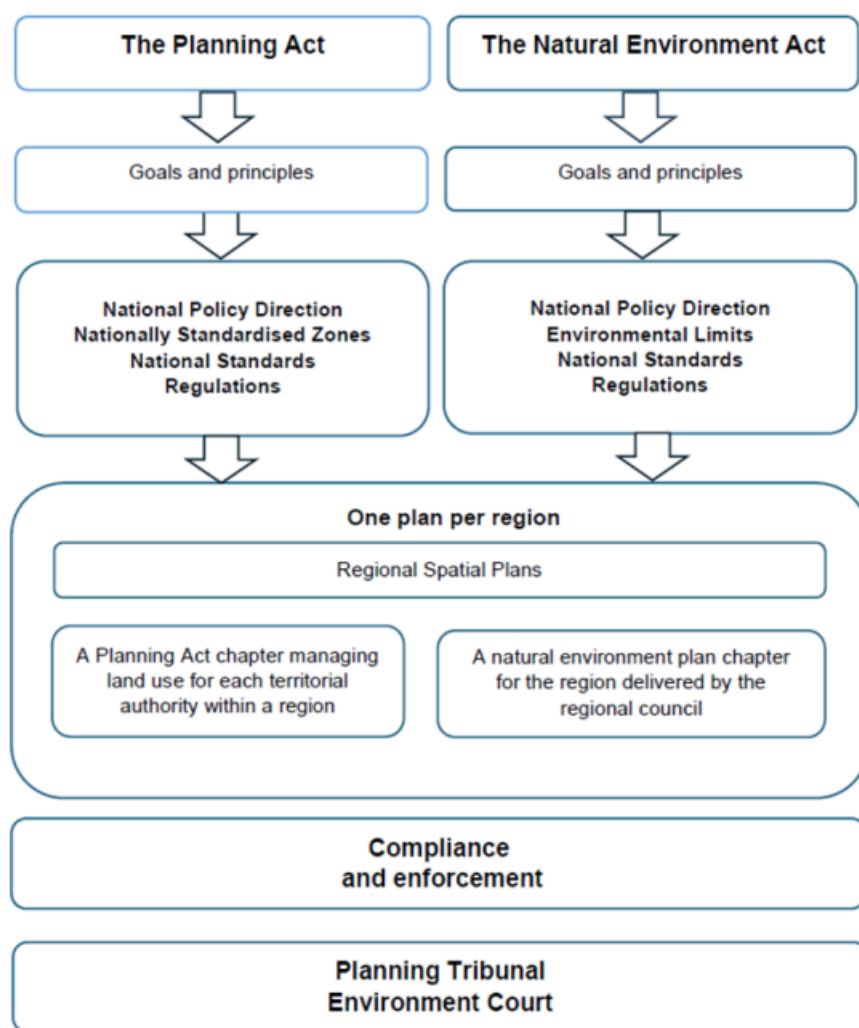 The Planning Act
The Natural Environment Act
Goals and principles
Goals and principles
National Policy Direction
Nationally Standardised Zones
National Standards
Regulations
National Policy Direction
Environmental Limits
National Standards
Regulations
One plan per region
Regional Spatial Plans
A Planning Act chapter managing
land use for each territorial
authority within a region
A natural environment plan chapter
for the region delivered by the
regional council
Compliance
and enforcement
Planning Tribunal
Environment Court